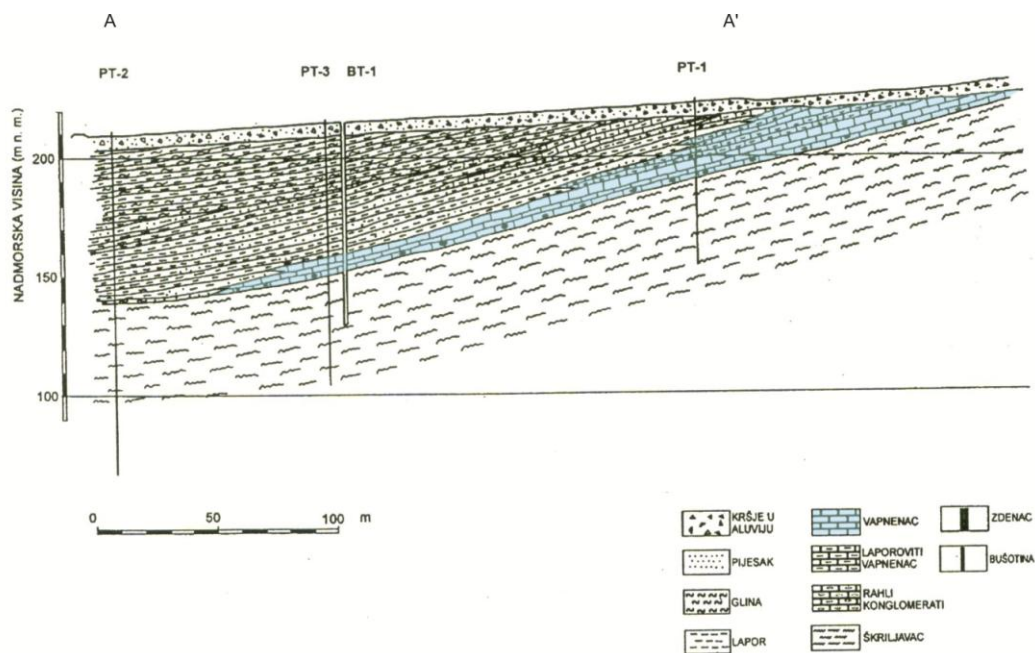 A A'
PT-2 PT-3 BT-1 PT-1
NADMORSKA VISINA (m n. m.)
200
150
100
0 50 100 m
KRŠJE U
ALUVIJU
PIJESAK
GLINA
LAPOR
VAPNENAC
LAPOROVITI
VAPNENAC
RAHLI
KONGLOMERATI
ŠKRILJAVAC
ZDENAC
BUŠOTINA